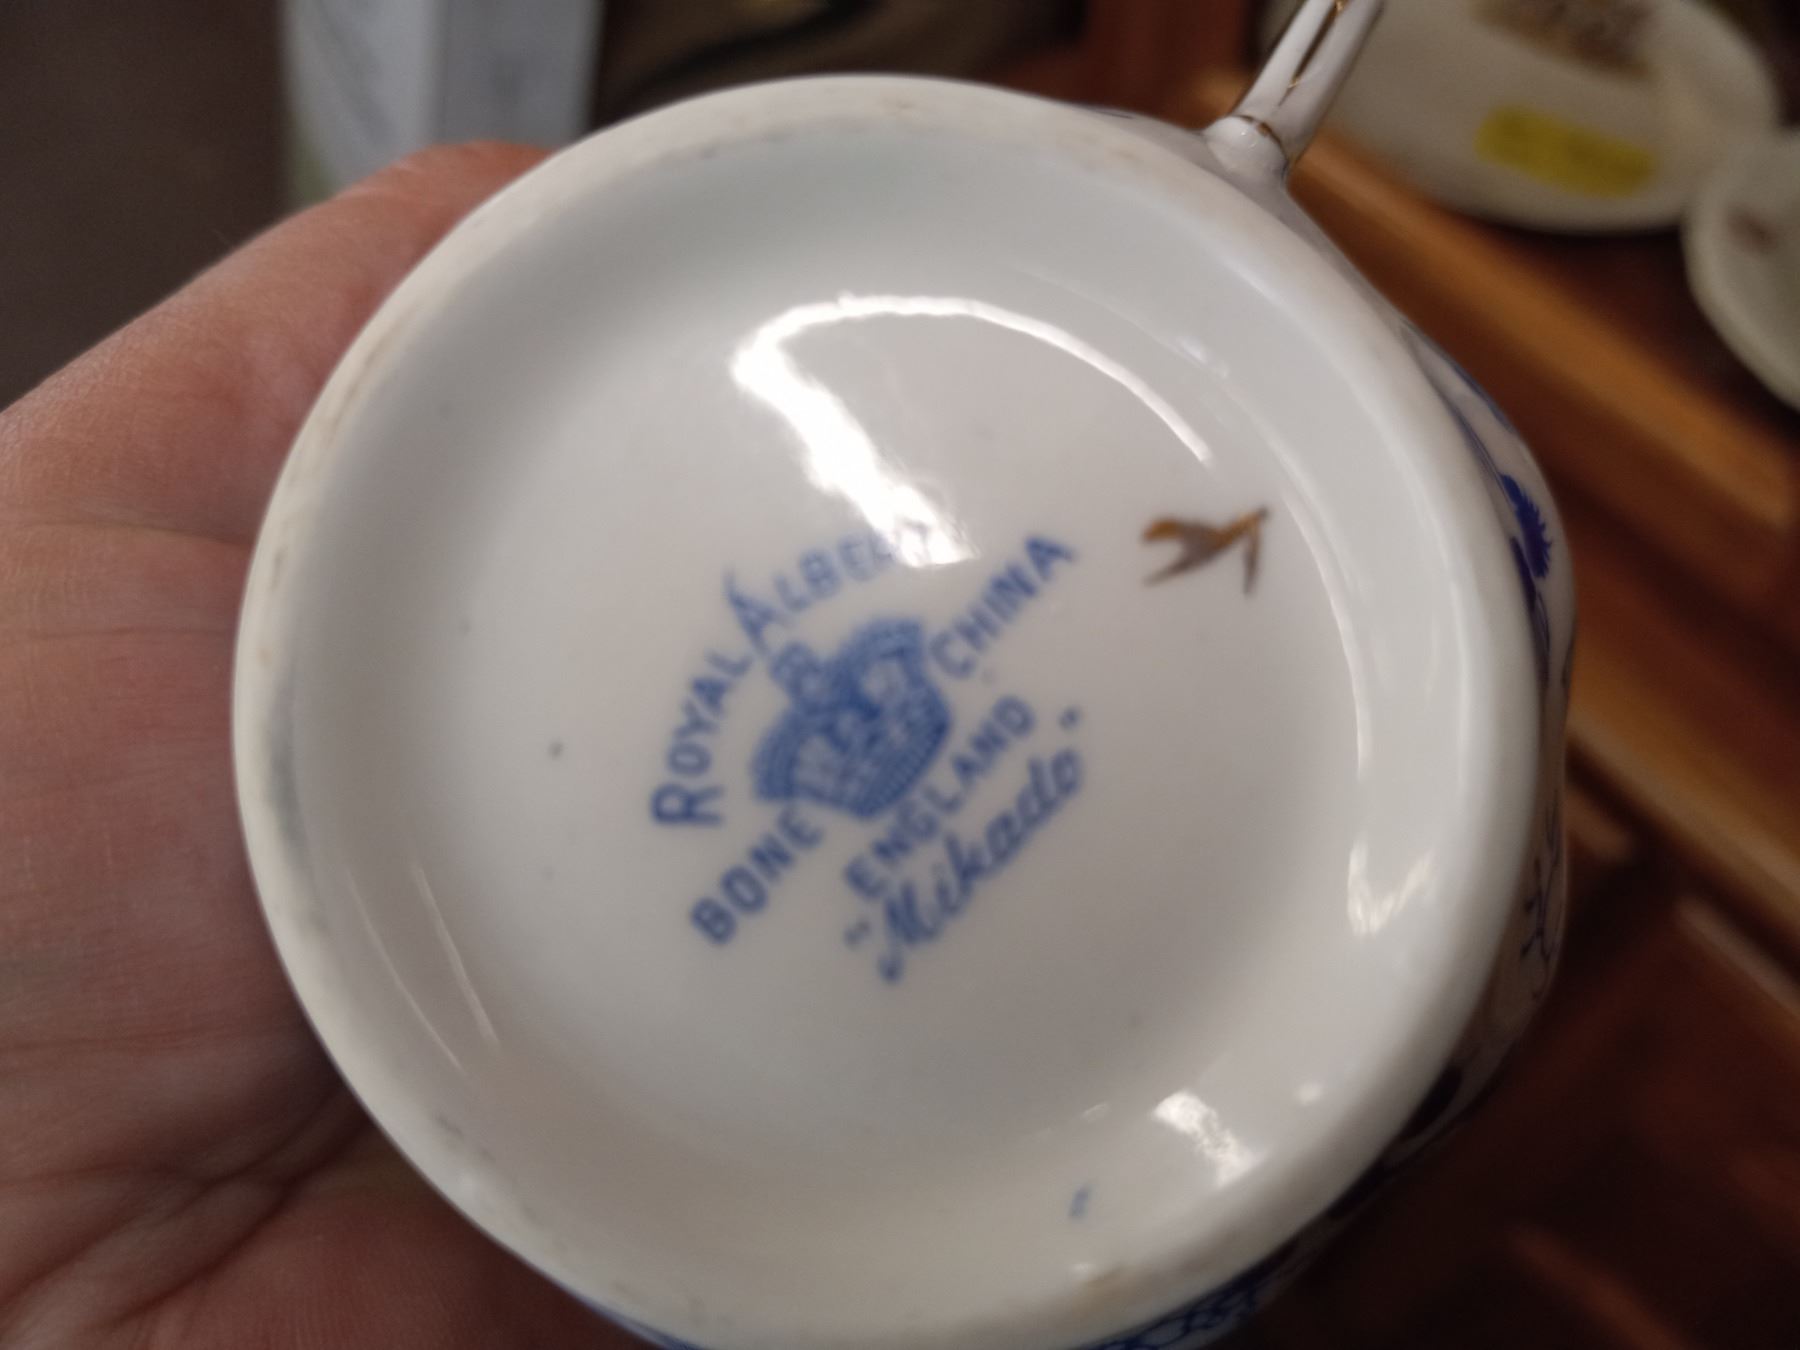 ROYAL ALBERT
BONE CHINA
ENGLAND
"Mikado"